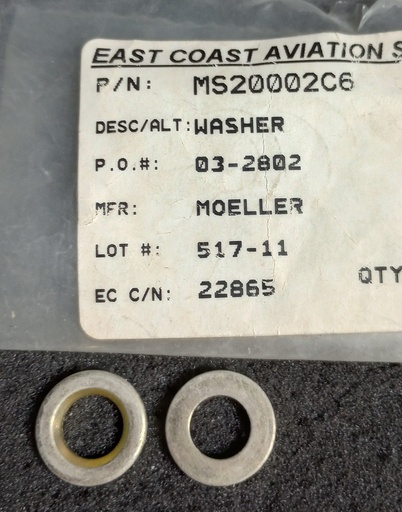 EAST COAST AVIATION S
P/N: MS20002C6
DESC/ALT: WASHER
P.O.#: 03-2802
MFR: MOELLER
LOT #: 517-11
EC C/N: 22865
QTY